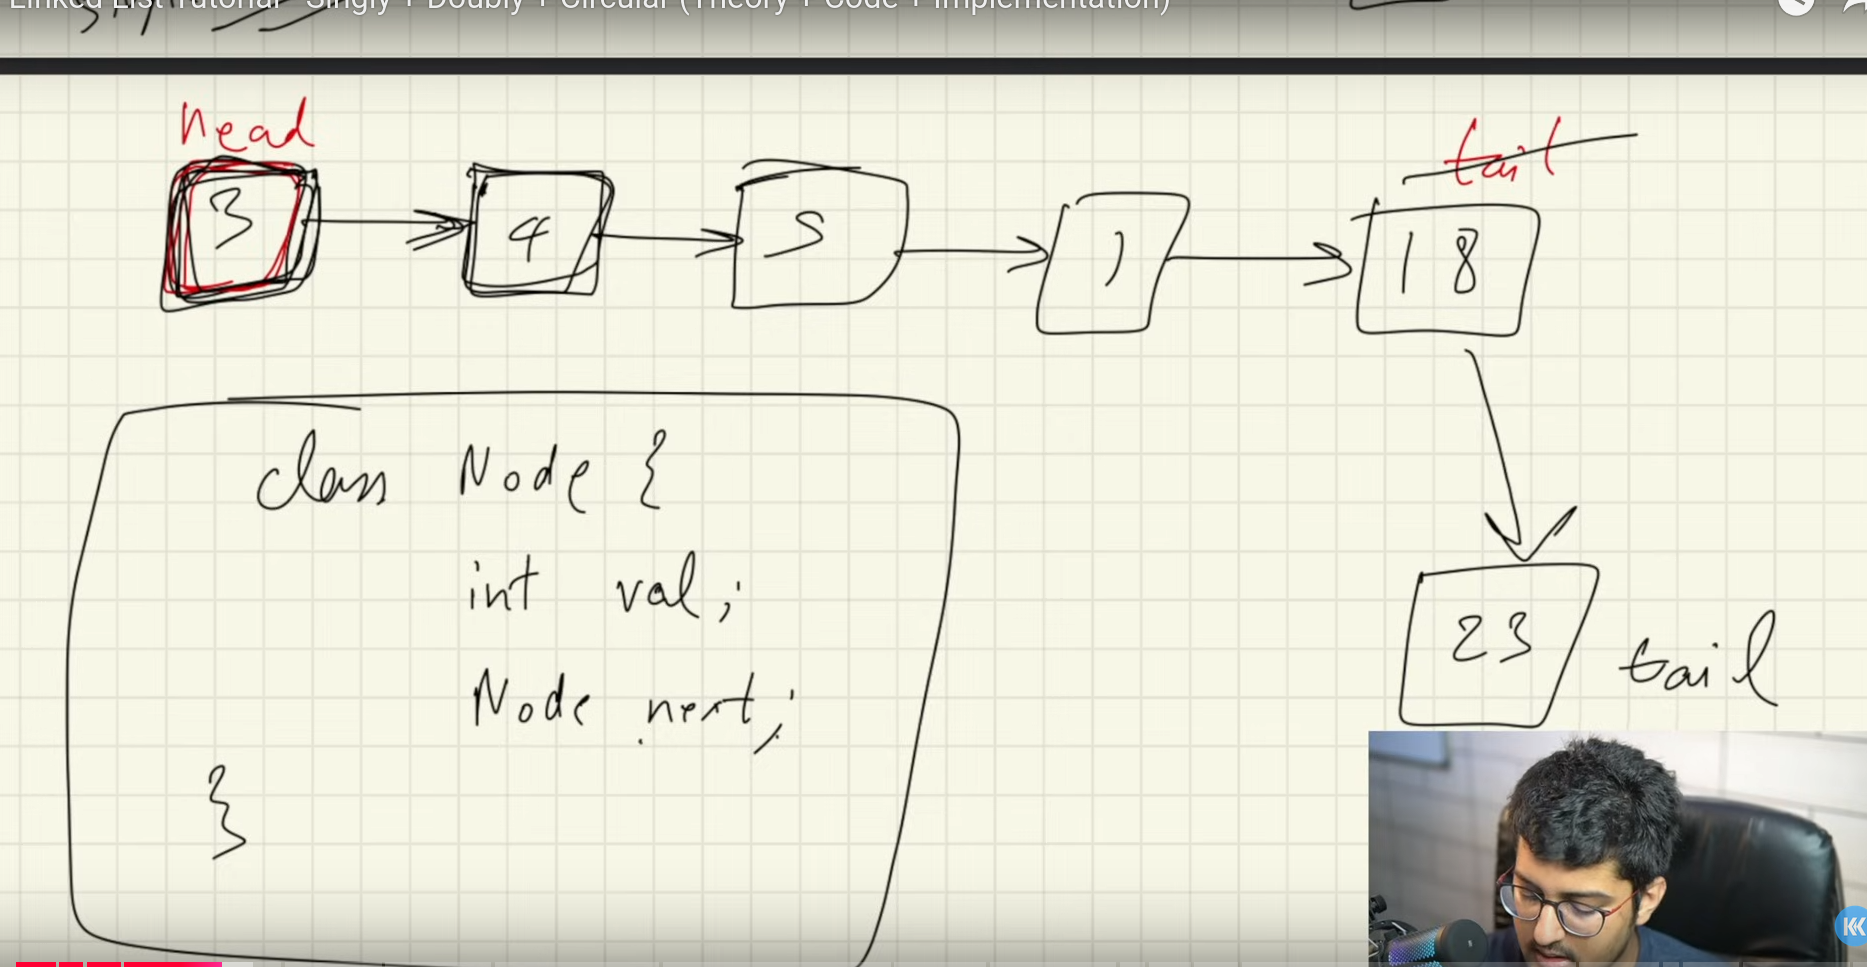 Linked List Tutorial - Singly + Doubly + Circular (Theory + Code + Implementation)
head
tail
3
4
5
1
18
class Node {
int val;
Node next;
}
23
tail